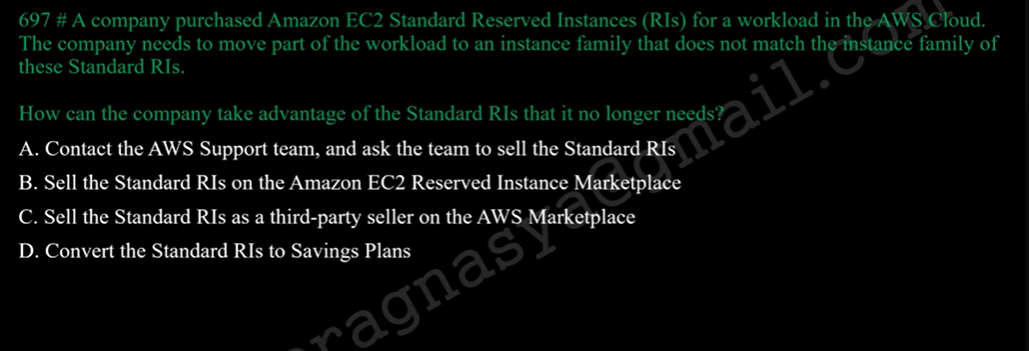 697 # A company purchased Amazon EC2 Standard Reserved Instances (RIs) for a workload in the AWS Cloud.
The company needs to move part of the workload to an instance family that does not match the instance family of
these Standard RIs.
How can the company take advantage of the Standard RIs that it no longer needs?
A. Contact the AWS Support team, and ask the team to sell the Standard RIs
B. Sell the Standard RIs on the Amazon EC2 Reserved Instance Marketplace
C. Sell the Standard RIs as a third-party seller on the AWS Marketplace
D. Convert the Standard RIs to Savings Plans